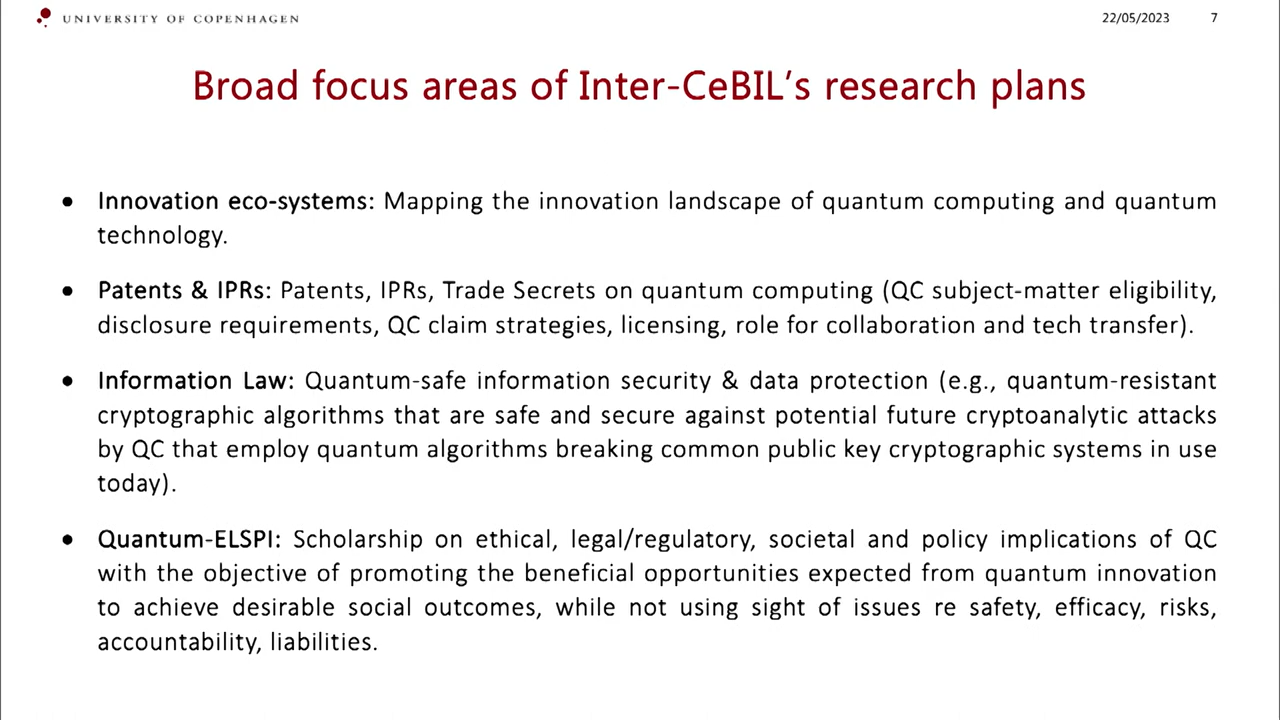 UNIVERSITY OF COPENHAGEN
22/05/2023 7
Broad focus areas of Inter-CeBIL's research plans
• Innovation eco-systems: Mapping the innovation landscape of quantum computing and quantum
technology.
• Patents & IPRs: Patents, IPRs, Trade Secrets on quantum computing (QC subject-matter eligibility,
disclosure requirements, QC claim strategies, licensing, role for collaboration and tech transfer).
• Information Law: Quantum-safe information security & data protection (e.g., quantum-resistant
cryptographic algorithms that are safe and secure against potential future cryptoanalytic attacks
by QC that employ quantum algorithms breaking common public key cryptographic systems in use
today).
• Quantum-ELSPI: Scholarship on ethical, legal/regulatory, societal and policy implications of QC
with the objective of promoting the beneficial opportunities expected from quantum innovation
to achieve desirable social outcomes, while not using sight of issues re safety, efficacy, risks,
accountability, liabilities.